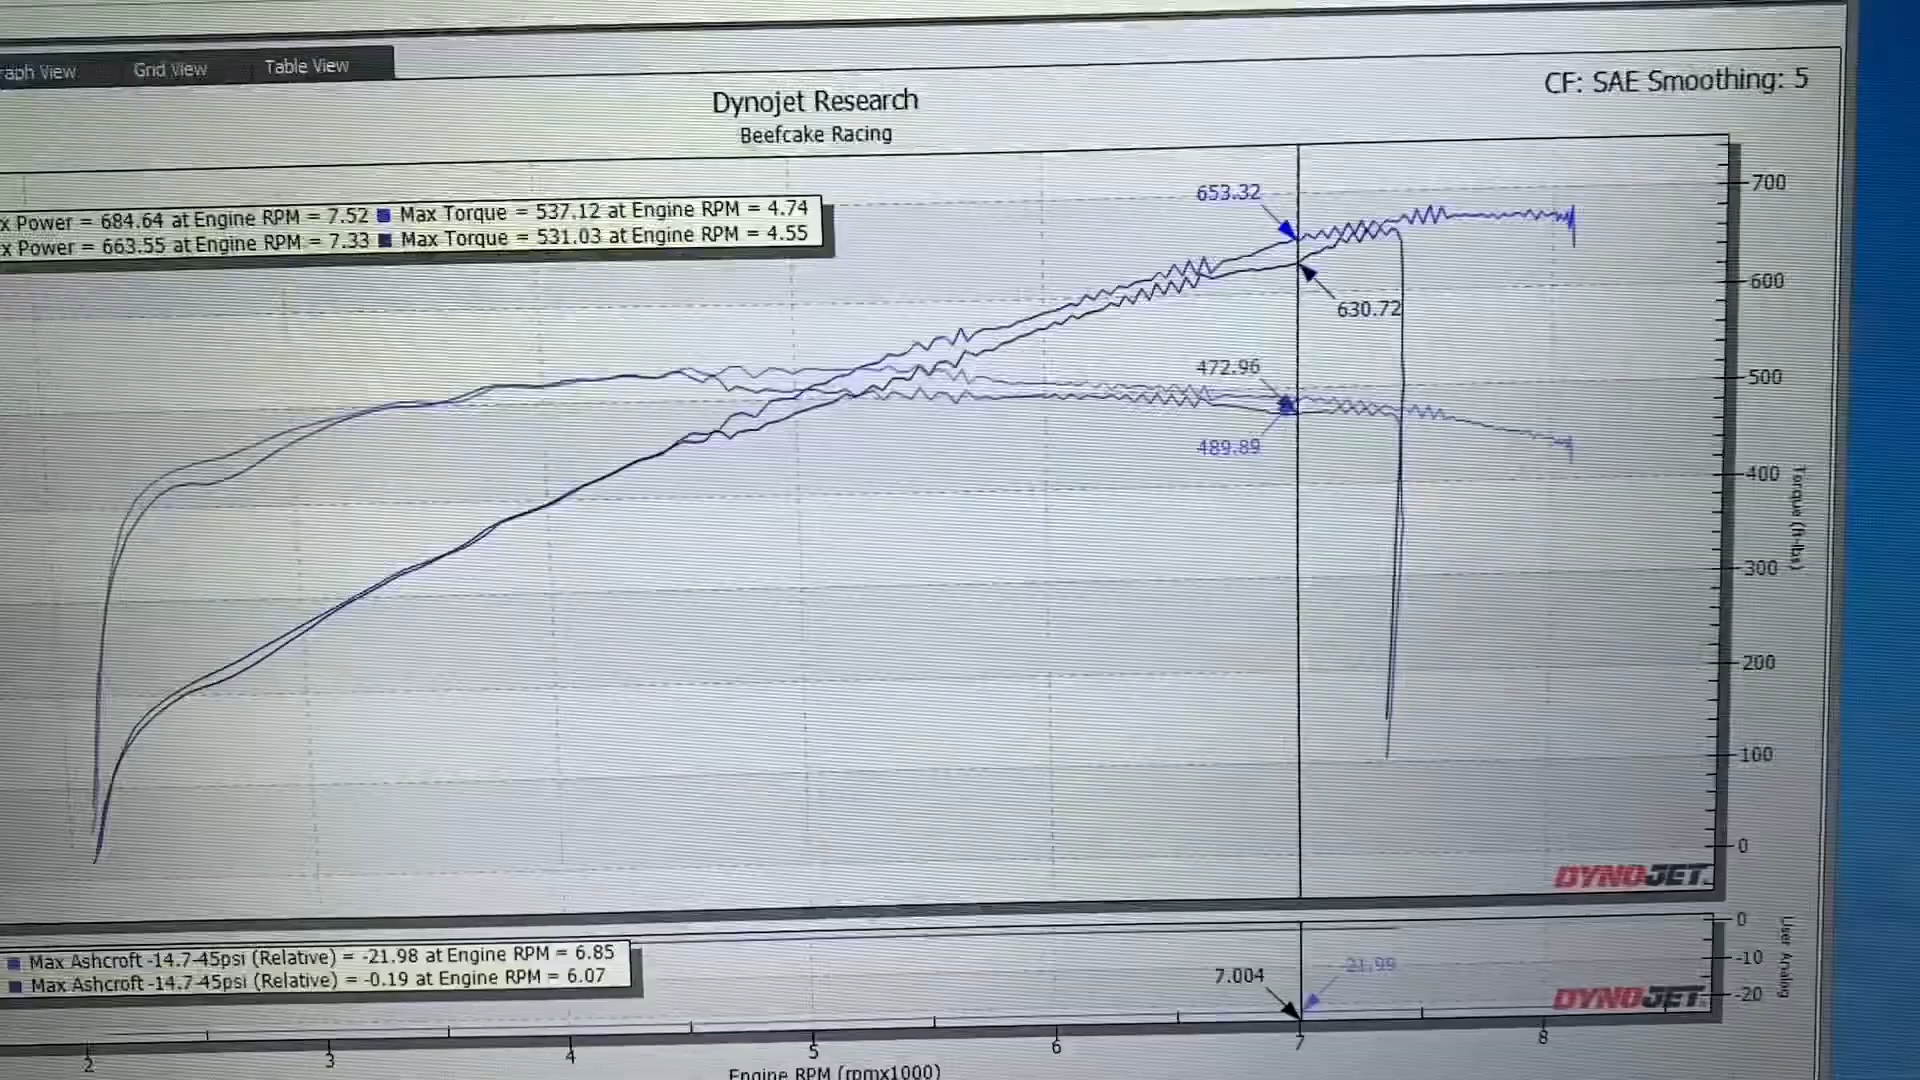 raph View Grid View Table View
CF: SAE Smoothing: 5
Dynojet Research
Beefcake Racing
x Power = 684.64 at Engine RPM = 7.52 Max Torque = 537.12 at Engine RPM = 4.74
x Power = 663.55 at Engine RPM = 7.33 Max Torque = 531.03 at Engine RPM = 4.55
653.32
630.72
472.96
489.89
700
600
500
400
300
200
100
0
Torque (ft-lbs)
DYNOJET
Max Ashcroft -14.7-45psi (Relative) = -21.98 at Engine RPM = 6.85
Max Ashcroft -14.7-45psi (Relative) = -0.19 at Engine RPM = 6.07
7.004
-21.99
0
-10
-20
User Analog
DYNOJET
2 3 4 5 6 7 8
Engine RPM (rpmx1000)